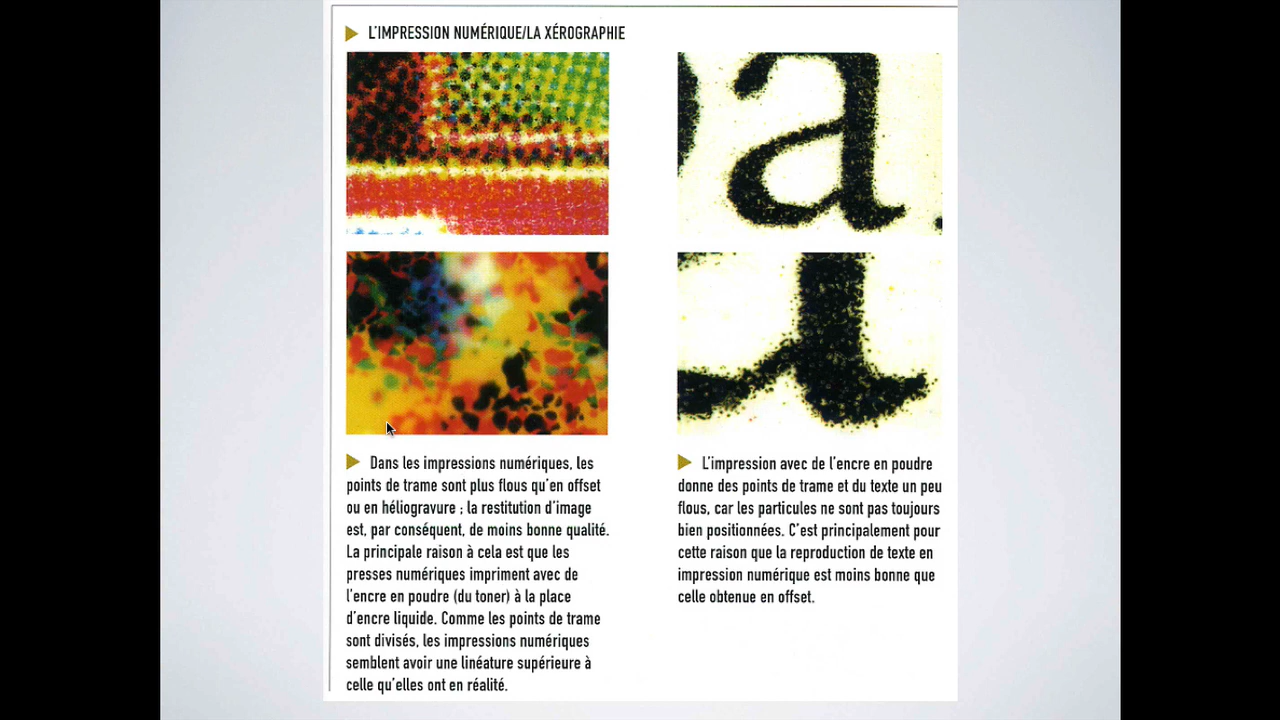 L'IMPRESSION NUMÉRIQUE/LA XÉROGRAPHIE
a
Dans les impressions numériques, les
points de trame sont plus flous qu'en offset
ou en héliogravure ; la restitution d'image
est, par conséquent, de moins bonne qualité.
La principale raison à cela est que les
presses numériques impriment avec de
l'encre en poudre (du toner) à la place
d'encre liquide. Comme les points de trame
sont divisés, les impressions numériques
semblent avoir une linéature supérieure à
celle qu'elles ont en réalité.
L'impression avec de l'encre en poudre
donne des points de trame et du texte un peu
flous, car les particules ne sont pas toujours
bien positionnées. C'est principalement pour
cette raison que la reproduction de texte en
impression numérique est moins bonne que
celle obtenue en offset.